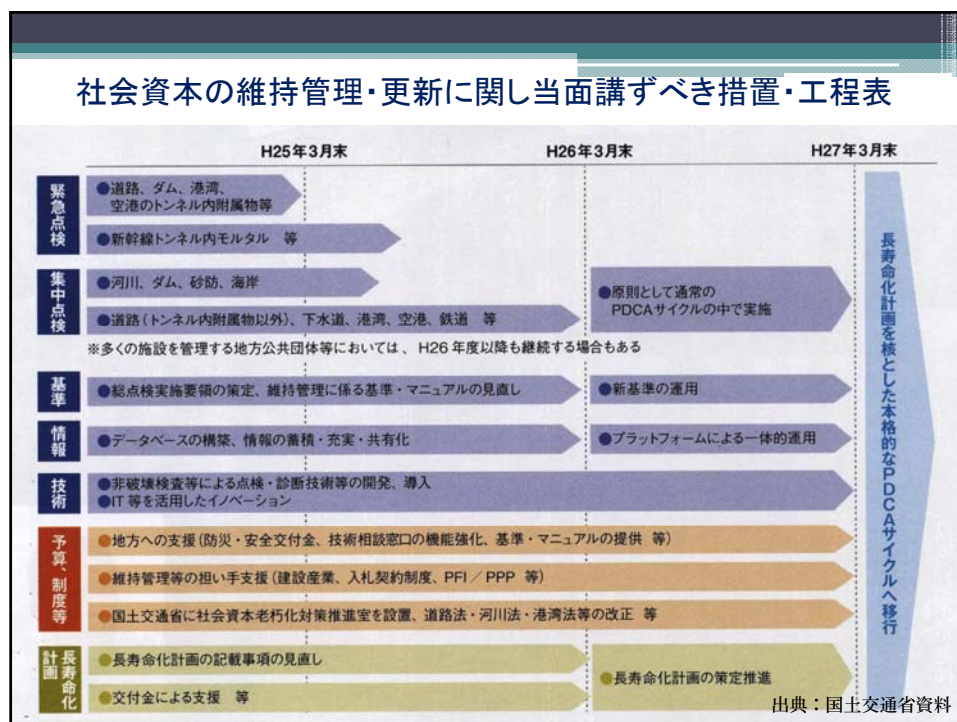 社会資本の維持管理・更新に関し当面講ずべき措置・工程表
H25年3月末
H26年3月末
H27年3月末
緊急点検
●道路、ダム、港湾、
空港のトンネル内附属物等
●新幹線トンネル内モルタル 等
集中点検
●河川、ダム、砂防、海岸
●道路（トンネル内附属物以外）、下水道、港湾、空港、鉄道 等
●原則として通常の
PDCAサイクルの中で実施
※多くの施設を管理する地方公共団体等においては、H26年度以降も継続する場合もある
基準
●総点検実施要領の策定、維持管理に係る基準・マニュアルの見直し
●新基準の運用
情報
●データベースの構築、情報の蓄積・充実・共有化
●プラットフォームによる一体的運用
技術
●非破壊検査等による点検・診断技術等の開発、導入
●IT等を活用したイノベーション
予算、制度等
●地方への支援（防災・安全交付金、技術相談窓口の機能強化、基準・マニュアルの提供 等）
●維持管理等の担い手支援（建設産業、入札契約制度、PFI／PPP 等）
●国土交通省に社会資本老朽化対策推進室を設置、道路法・河川法・港湾法等の改正 等
長寿命化
計画
●長寿命化計画の記載事項の見直し
●交付金による支援 等
●長寿命化計画の策定推進
長寿命化計画を核とした本格的なPDCAサイクルへ移行
出典：国土交通省資料